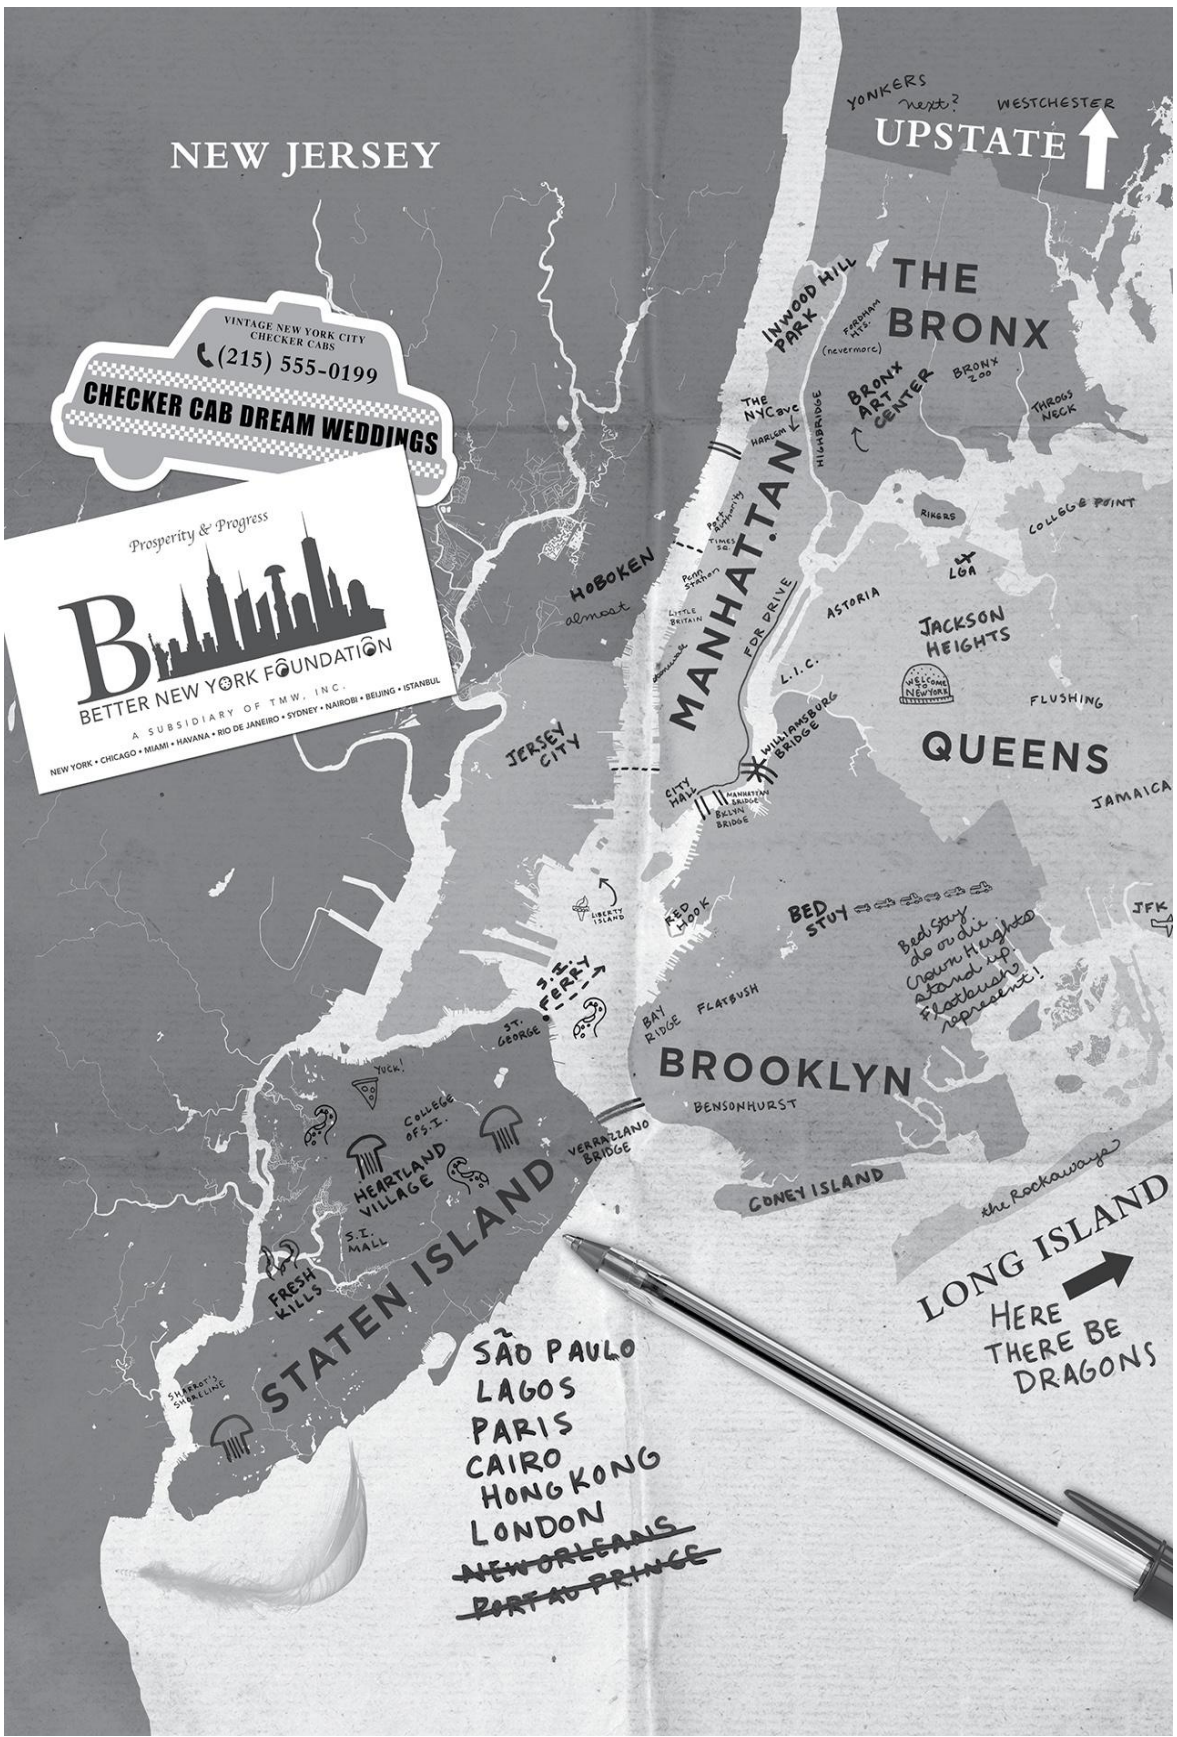 YONKERS
next?
WESTCHESTER
UPSTATE
NEW JERSEY
THE
BRONX
INWOOD HILL
PARK
FORDHAM
HTS.
(nevermore)
BRONX
ART
CENTER
BRONX
ZOO
THROGS
NECK
VINTAGE NEW YORK CITY
CHECKER CABS
(215) 555-0199
CHECKER CAB DREAM WEDDINGS
THE
NYCave
HARLEM
HIGHBRIDGE
MANHAT.TAN
Port
Authority
TIMES
SQ.
Penn
Station
LITTLE
BRITAIN
Stonewall
FDR DRIVE
RIKERS
COLLEGE POINT
LGA
ASTORIA
JACKSON
HEIGHTS
WELCOME
TO
NEW YORK
FLUSHING
L.I.C.
QUEENS
JAMAICA
Prosperity & Progress
B
BETTER NEW YORK FOUNDATION
A SUBSIDIARY OF TMW, INC.
NEW YORK • CHICAGO • MIAMI • HAVANA • RIO DE JANEIRO • SYDNEY • NAIROBI • BEIJING • ISTANBUL
HOBOKEN
almost
JERSEY
CITY
WILLIAMSBURG
BRIDGE
CITY
HALL
MANHATTAN
BRIDGE
BKLYN
BRIDGE
LIBERTY
ISLAND
RED
HOOK
BED
STUY
Bed Stuy
do or die.
Crown Heights
stand up.
Flatbush
represent!
JFK
S.I.
FERRY
ST.
GEORGE
BAY
RIDGE
FLATBUSH
BROOKLYN
BENSONHURST
YUCK!
COLLEGE
OF S.I.
HEARTLAND
VILLAGE
VERRAZZANO
BRIDGE
S.I.
MALL
FRESH
KILLS
STATEN ISLAND
SHARROT'S
SHORELINE
CONEY ISLAND
the Rockaways
LONG ISLAND
HERE
THERE BE
DRAGONS
SÃO PAULO
LAGOS
PARIS
CAIRO
HONG KONG
LONDON
NEW ORLEANS
PORT AU PRINCE